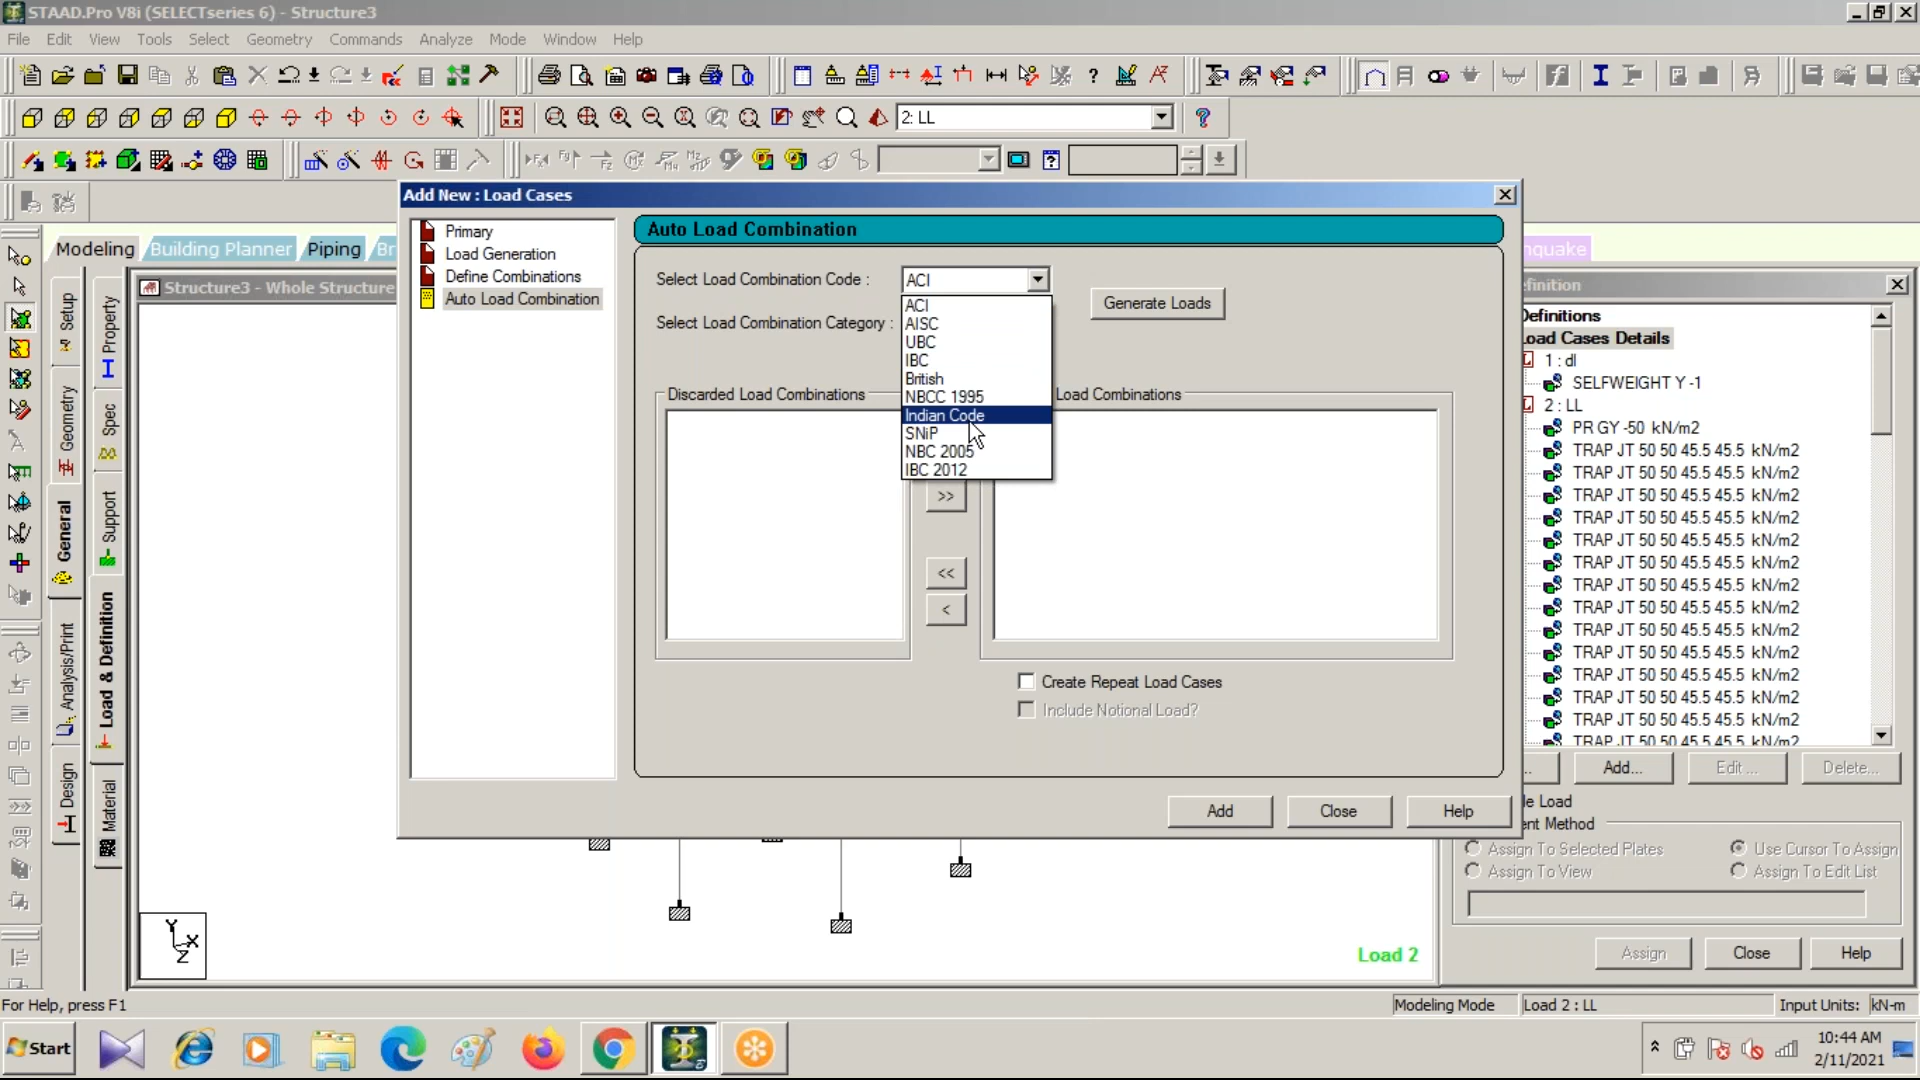 STAAD.Pro V8i (SELECTseries 6) - Structure3
File Edit View Tools Select Geometry Commands Analyze Mode Window Help
2: LL
Modeling Building Planner Piping Br
nquake
Setup
Geometry
General
Analysis/Print
Design
Property
Spec
Support
Load & Definition
Material
Structure3 - Whole Structure
Add New : Load Cases
Primary
Load Generation
Define Combinations
Auto Load Combination
Auto Load Combination
Select Load Combination Code :
ACI
Generate Loads
Select Load Combination Category :
ACI
AISC
UBC
IBC
British
NBCC 1995
Indian Code
SNiP
NBC 2005
IBC 2012
Discarded Load Combinations
Load Combinations
>>
<<
<
Create Repeat Load Cases
Include Notional Load?
Add Close Help
efinition
Definitions
Load Cases Details
1 : dl
SELFWEIGHT Y -1
2 : LL
PR GY -50 kN/m2
TRAP JT 50 50 45.5 45.5 kN/m2
TRAP JT 50 50 45.5 45.5 kN/m2
TRAP JT 50 50 45.5 45.5 kN/m2
TRAP JT 50 50 45.5 45.5 kN/m2
TRAP JT 50 50 45.5 45.5 kN/m2
TRAP JT 50 50 45.5 45.5 kN/m2
TRAP JT 50 50 45.5 45.5 kN/m2
TRAP JT 50 50 45.5 45.5 kN/m2
TRAP JT 50 50 45.5 45.5 kN/m2
TRAP JT 50 50 45.5 45.5 kN/m2
TRAP JT 50 50 45.5 45.5 kN/m2
TRAP JT 50 50 45.5 45.5 kN/m2
TRAP JT 50 50 45.5 45.5 kN/m2
TRAP JT 50 50 45.5 45.5 kN/m2
... Add... Edit ... Delete...
le Load
ent Method
Assign To Selected Plates Use Cursor To Assign
Assign To View Assign To Edit List
Assign Close Help
Y
X
Z
Load 2
For Help, press F1
Modeling Mode Load 2 : LL Input Units: kN-m
Start
10:44 AM
2/11/2021